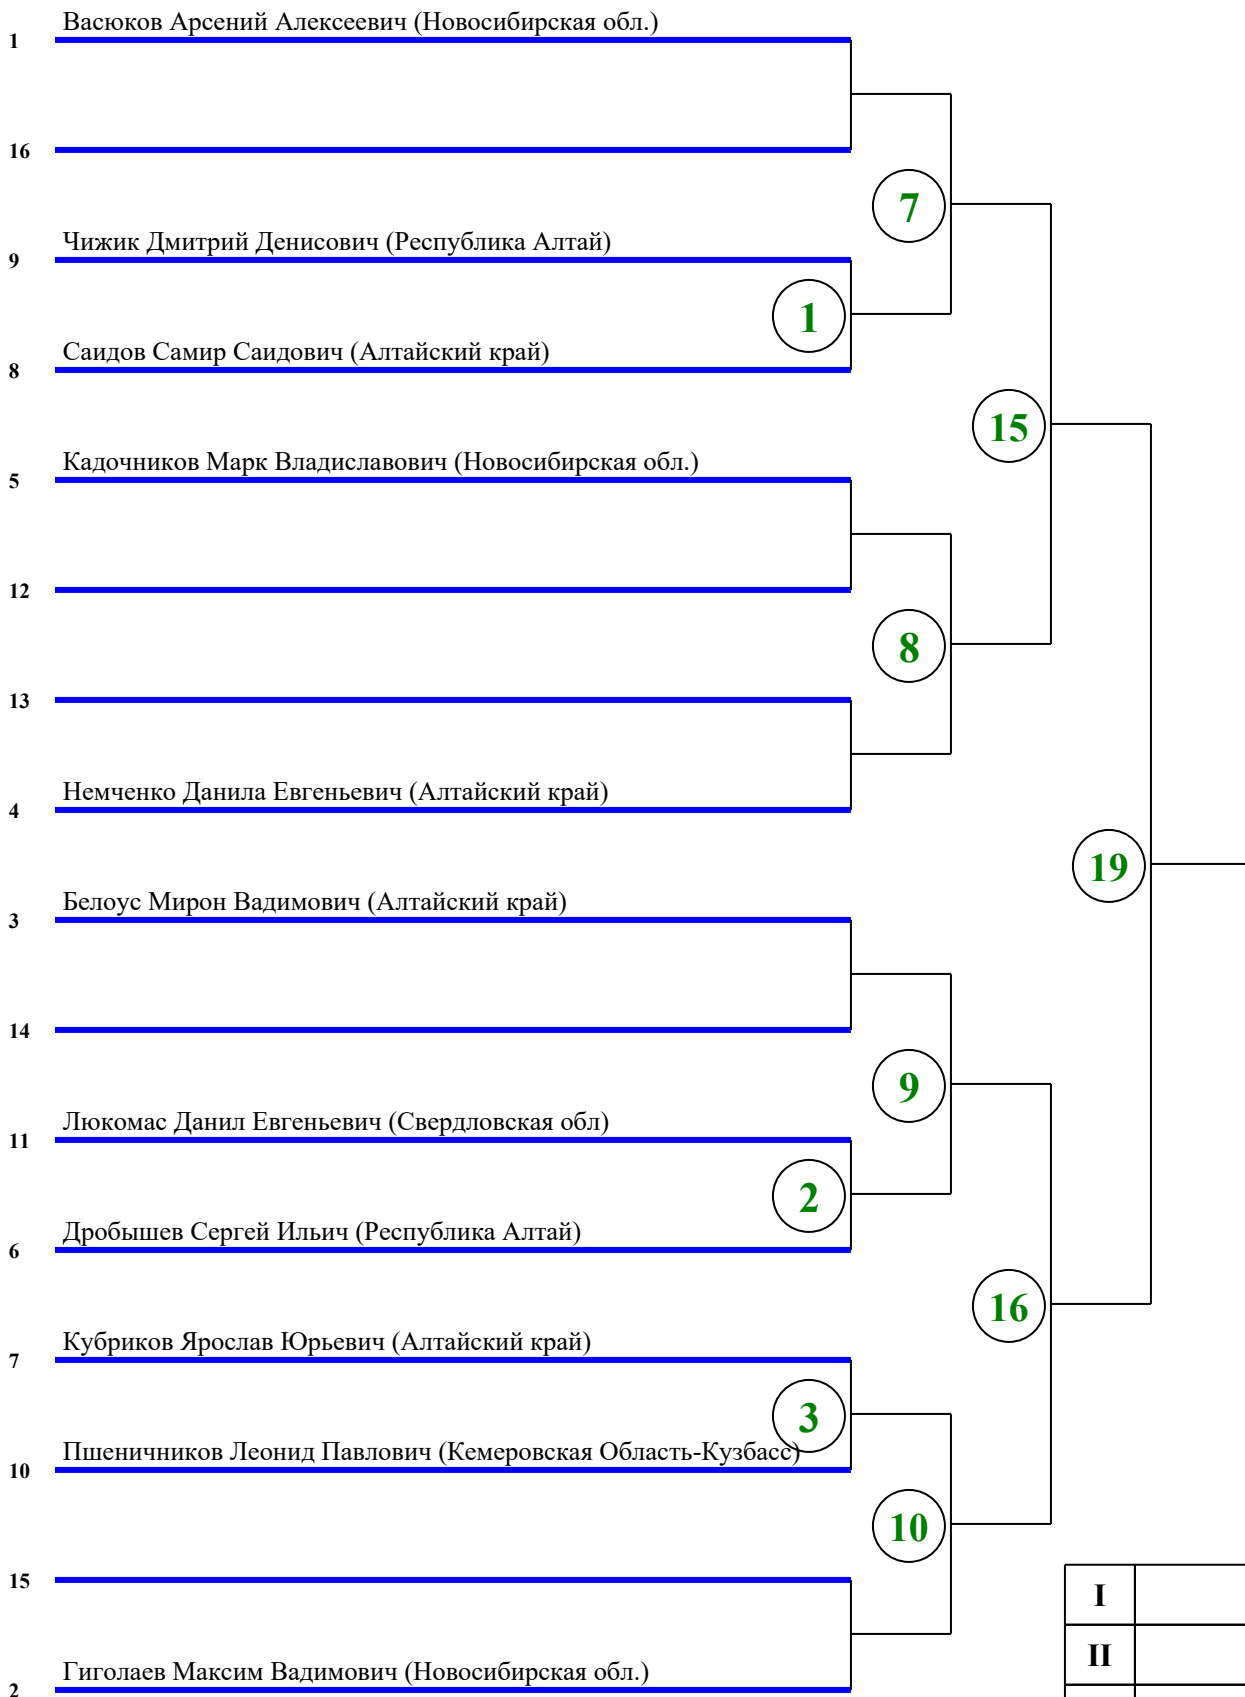 Васюков Арсений Алексеевич (Новосибирская обл.)
1
16
7
Чижик Дмитрий Денисович (Республика Алтай)
9
1
Саидов Самир Саидович (Алтайский край)
8
15
Кадочников Марк Владиславович (Новосибирская обл.)
5
12
8
13
Немченко Данила Евгеньевич (Алтайский край)
4
19
Белоус Мирон Вадимович (Алтайский край)
3
14
9
Люкомас Данил Евгеньевич (Свердловская обл)
11
2
Дробышев Сергей Ильич (Республика Алтай)
6
16
Кубриков Ярослав Юрьевич (Алтайский край)
7
3
Пшеничников Леонид Павлович (Кемеровская Область-Кузбасс)
10
10
15
I
II
Гиголаев Максим Вадимович (Новосибирская обл.)
2